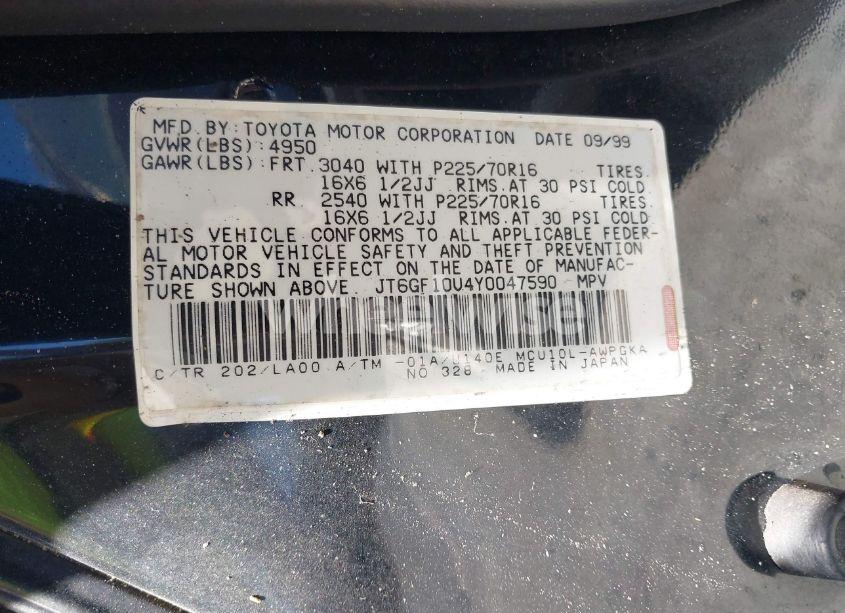 MFD. BY: TOYOTA MOTOR CORPORATION DATE 09/99
GVWR(LBS): 4950
GAWR(LBS): FRT. 3040 WITH P225/70R16 TIRES.
16X6 1/2JJ RIMS.AT 30 PSI COLD.
RR. 2540 WITH P225/70R16 TIRES.
16X6 1/2JJ RIMS.AT 30 PSI COLD.
THIS VEHICLE CONFORMS TO ALL APPLICABLE FEDER-
AL MOTOR VEHICLE SAFETY AND THEFT PREVENTION
STANDARDS IN EFFECT ON THE DATE OF MANUFAC-
TURE SHOWN ABOVE. JT6GF10U4Y0047590 MPV
C/TR 202/LA00 A/TM -01A/U140E MCU10L-AWPGKA
NO 328 MADE IN JAPAN